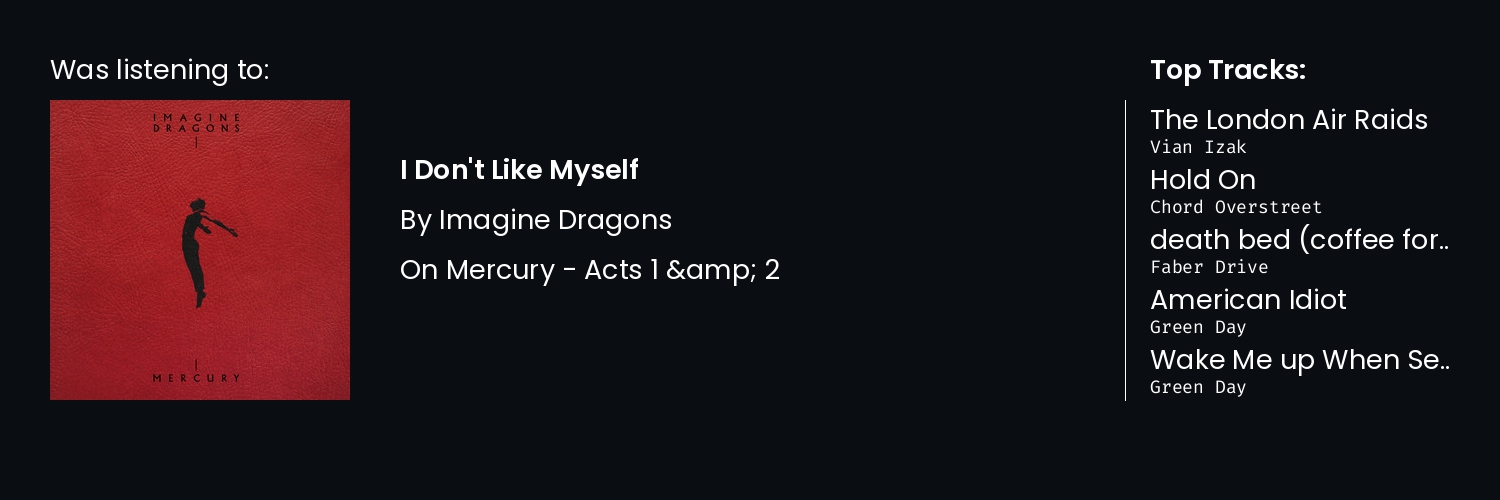 Was listening to:
IMAGINE
DRAGONS
MERCURY
I Don't Like Myself
By Imagine Dragons
On Mercury - Acts 1 &amp; 2
Top Tracks:
The London Air Raids
Vian Izak
Hold On
Chord Overstreet
death bed (coffee for..
Faber Drive
American Idiot
Green Day
Wake Me up When Se..
Green Day